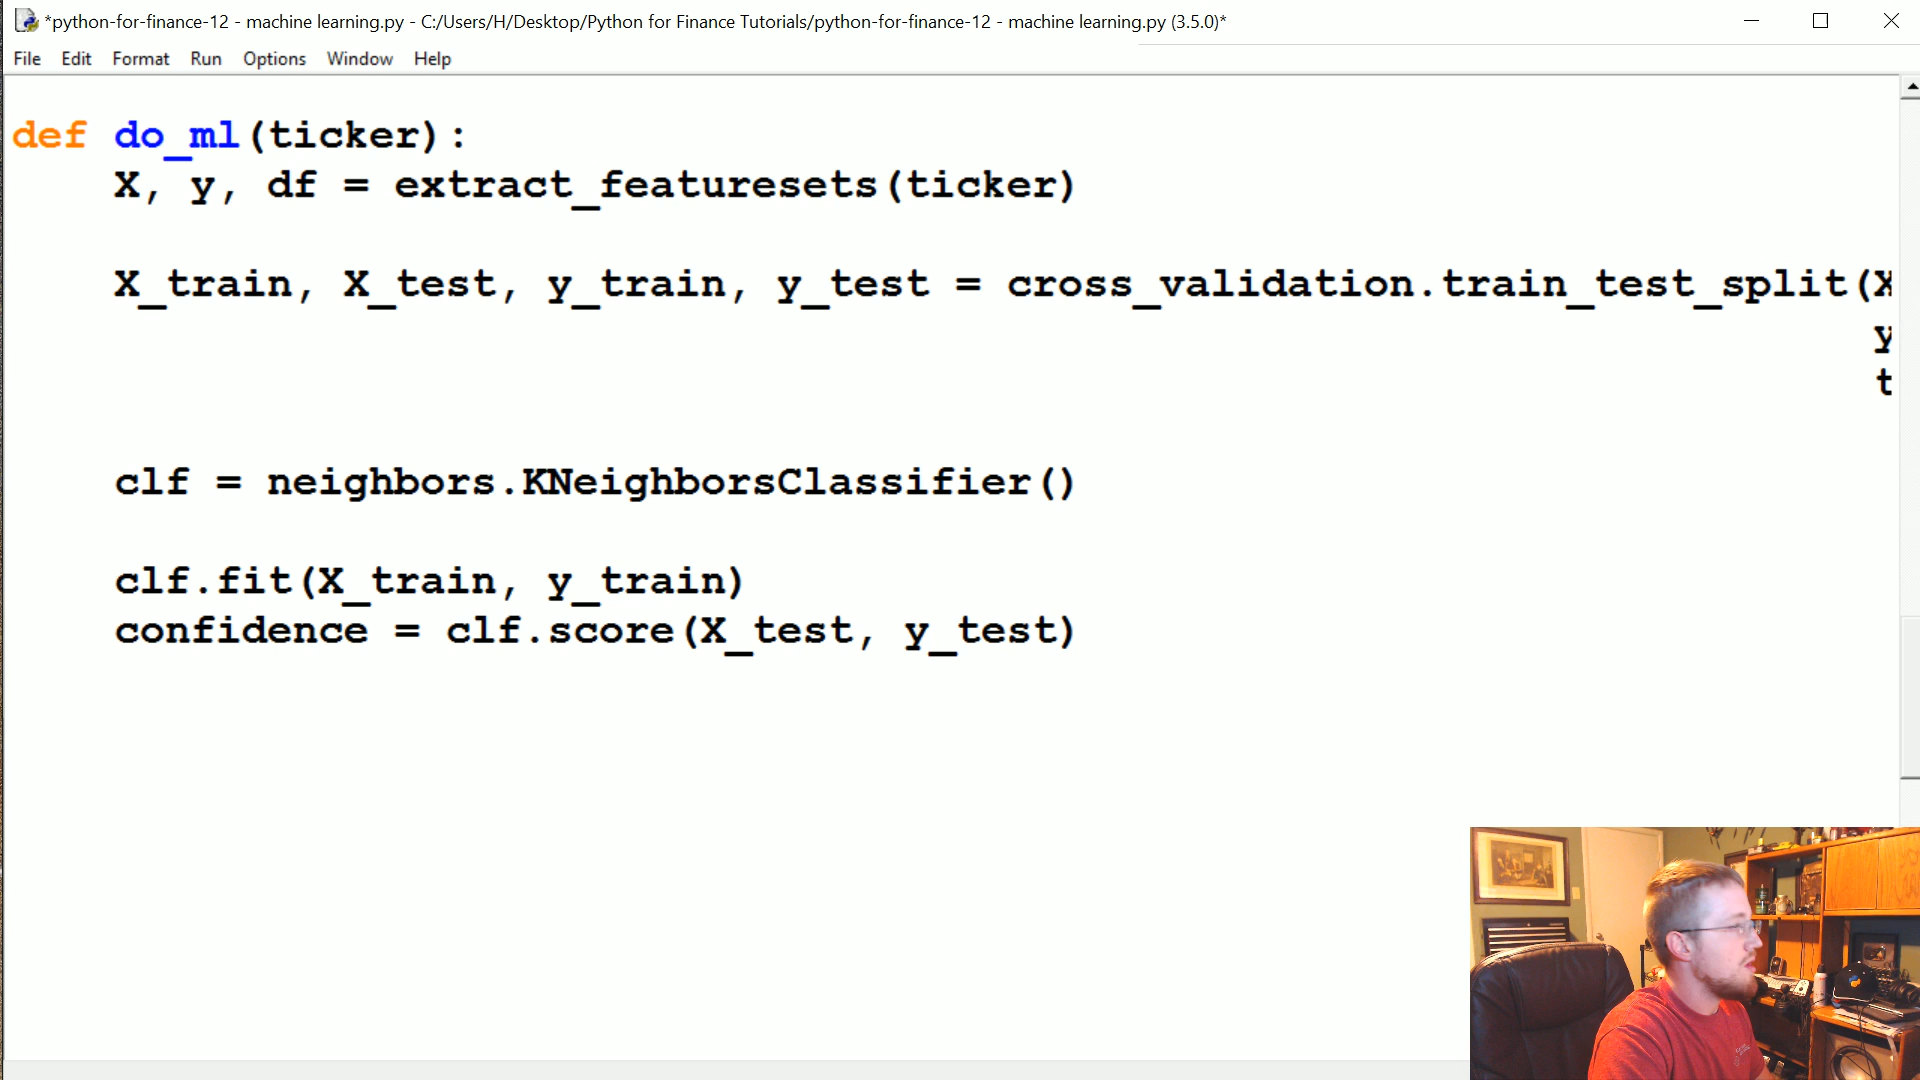 *python-for-finance-12 - machine learning.py - C:/Users/H/Desktop/Python for Finance Tutorials/python-for-finance-12 - machine learning.py (3.5.0)*
File Edit Format Run Options Window Help
def do_ml(ticker):
X, y, df = extract_featuresets(ticker)
X_train, X_test, y_train, y_test = cross_validation.train_test_split(X
y
t
clf = neighbors.KNeighborsClassifier()
clf.fit(X_train, y_train)
confidence = clf.score(X_test, y_test)